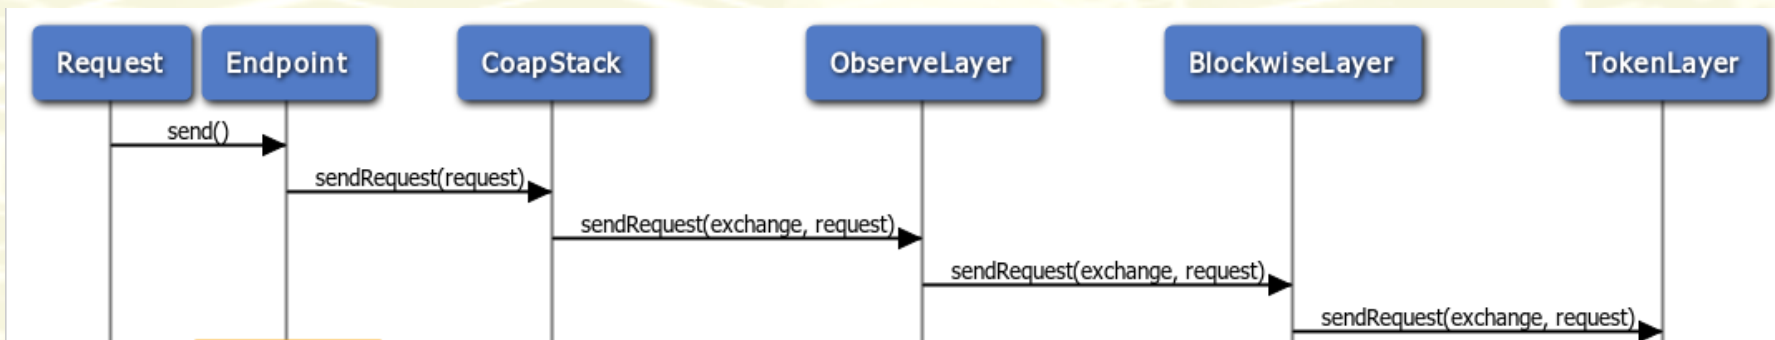 Request Endpoint CoapStack ObserveLayer BlockwiseLayer TokenLayer
send()
sendRequest(request)
sendRequest(exchange, request)
sendRequest(exchange, request)
sendRequest(exchange, request)